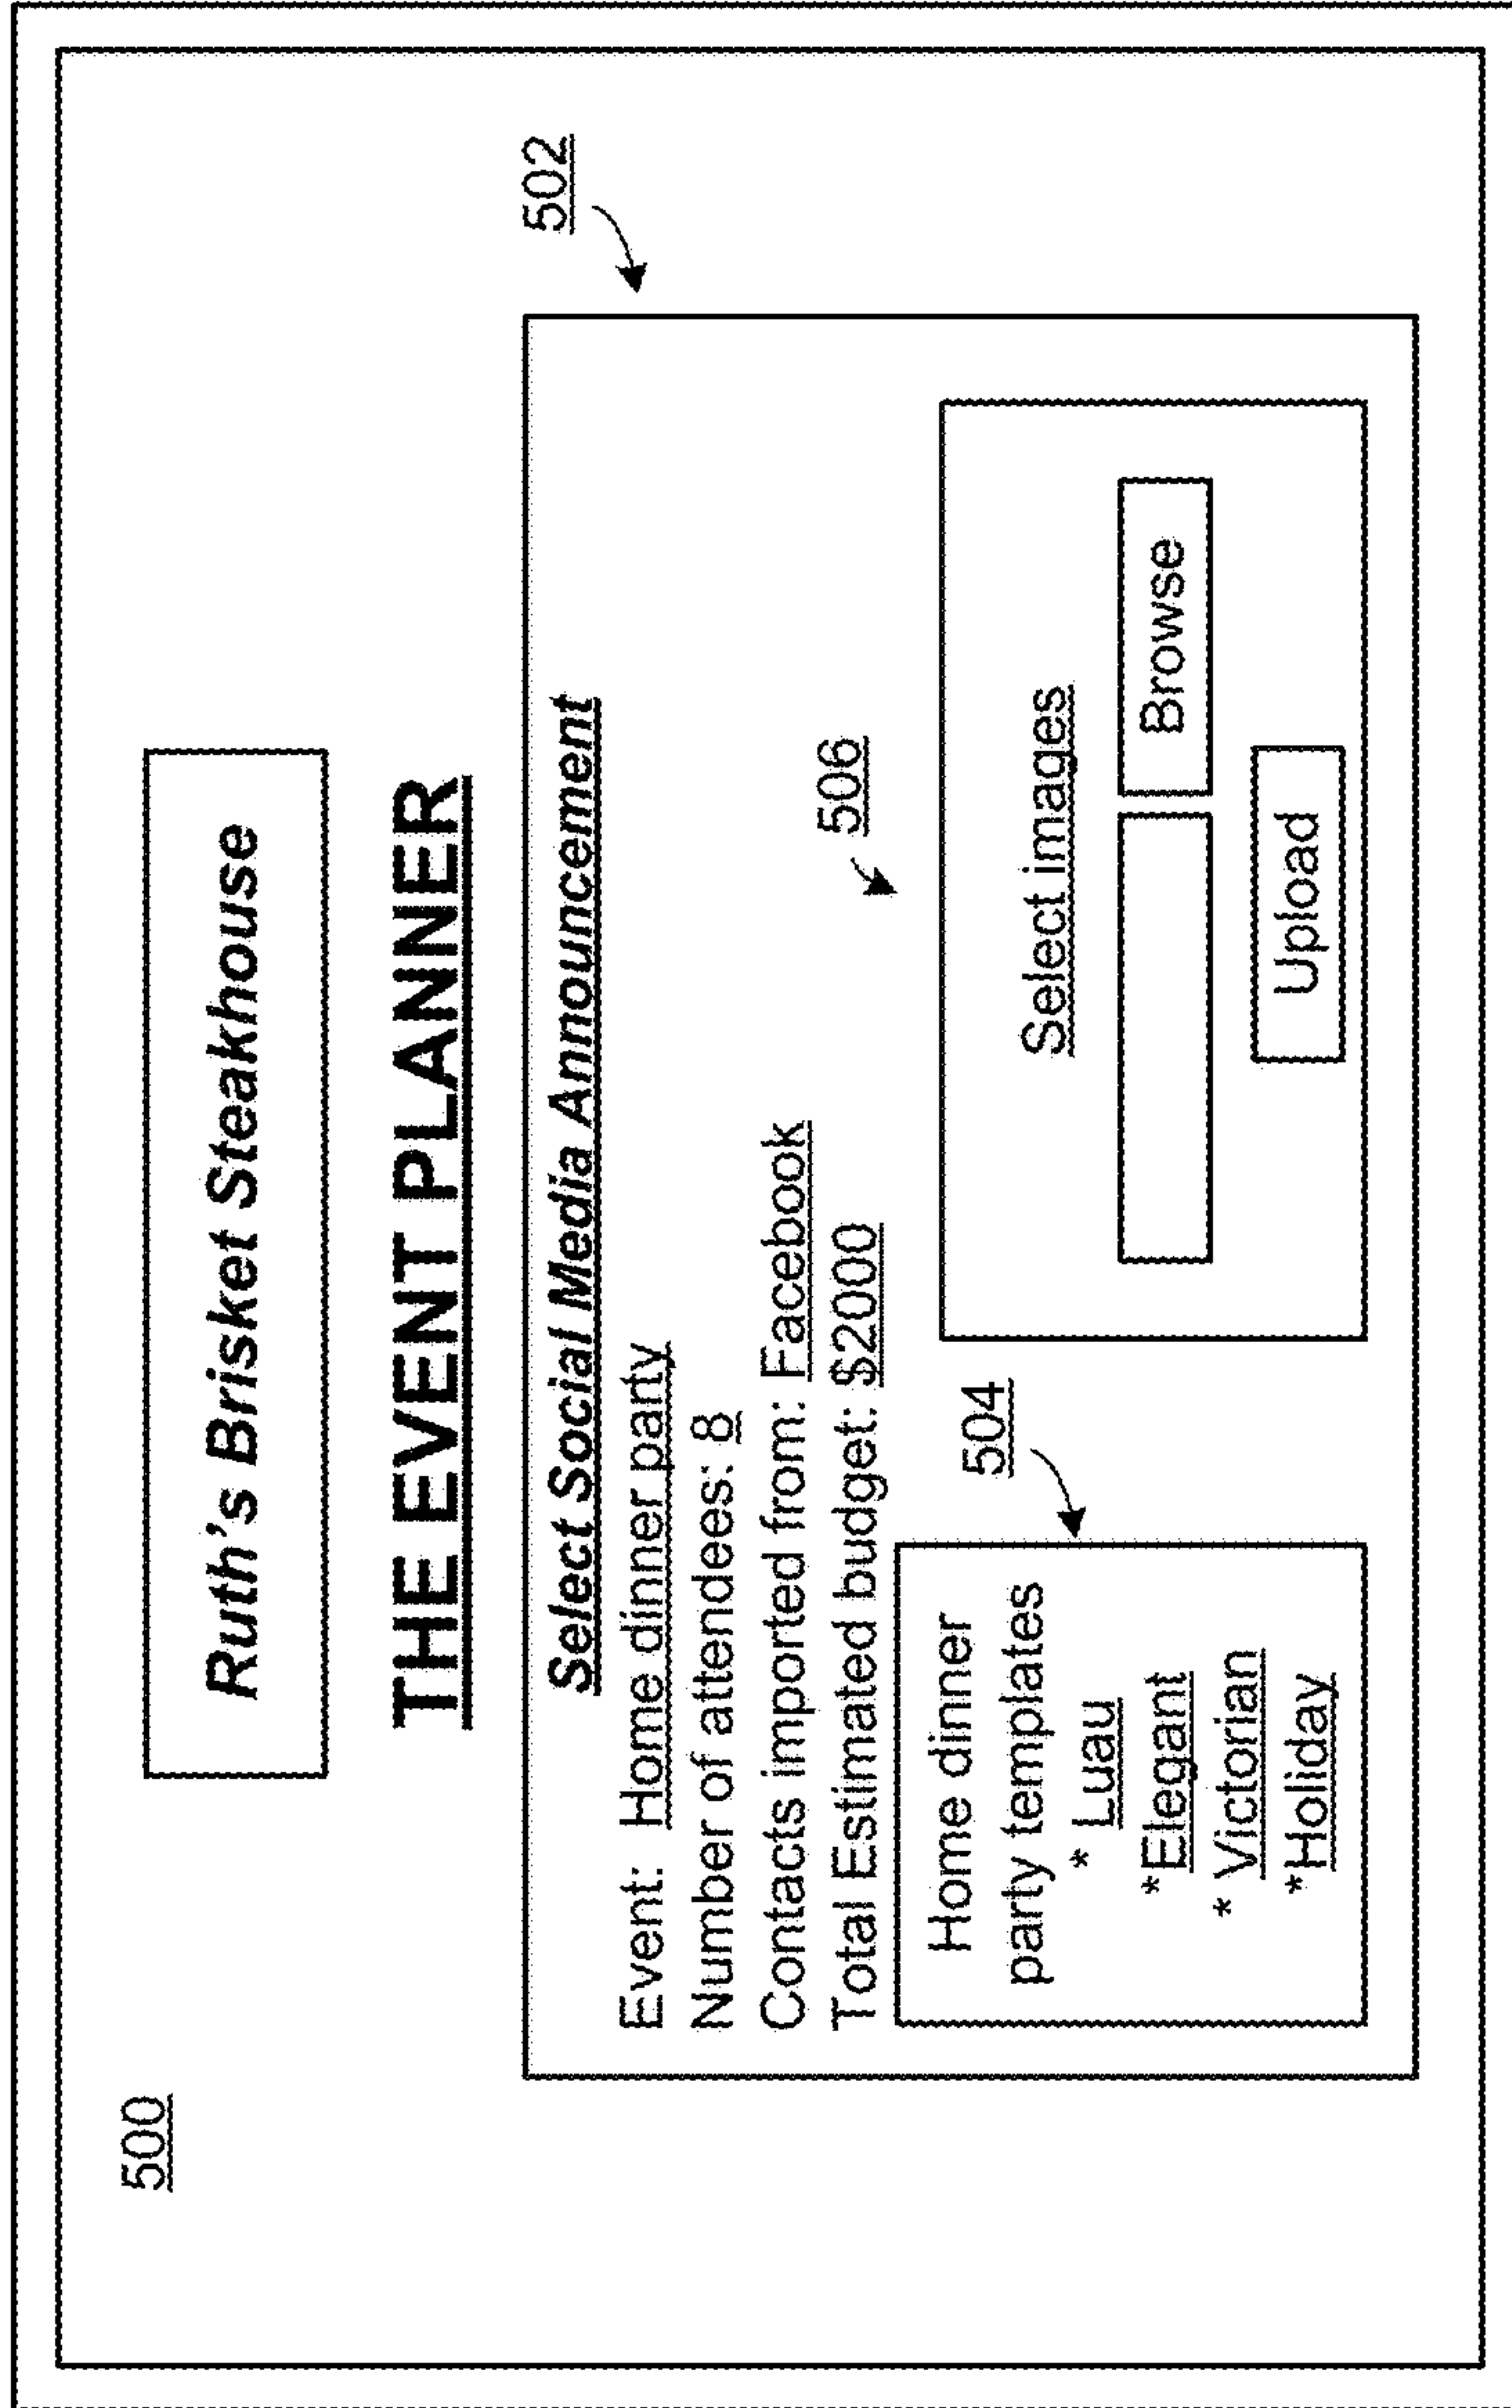 500
Ruth's Brisket Steakhouse
THE EVENT PLANNER
502
Select Social Media Announcement
Event: Home dinner party
Number of attendees: 8
Contacts imported from: Facebook
Total Estimated budget: $2000
504
Home dinner
party templates
* Luau
*Elegant
* Victorian
*Holiday
506
Select images
Browse
Upload